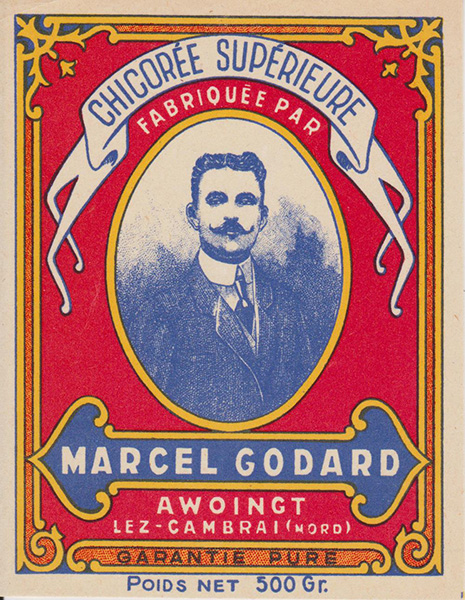 CHICORÉE SUPÉRIEURE
FABRIQUÉE PAR
MARCEL GODARD
AWOINGT
LEZ-CAMBRAI (NORD)
GARANTIE PURE
POIDS NET 500 Gr.